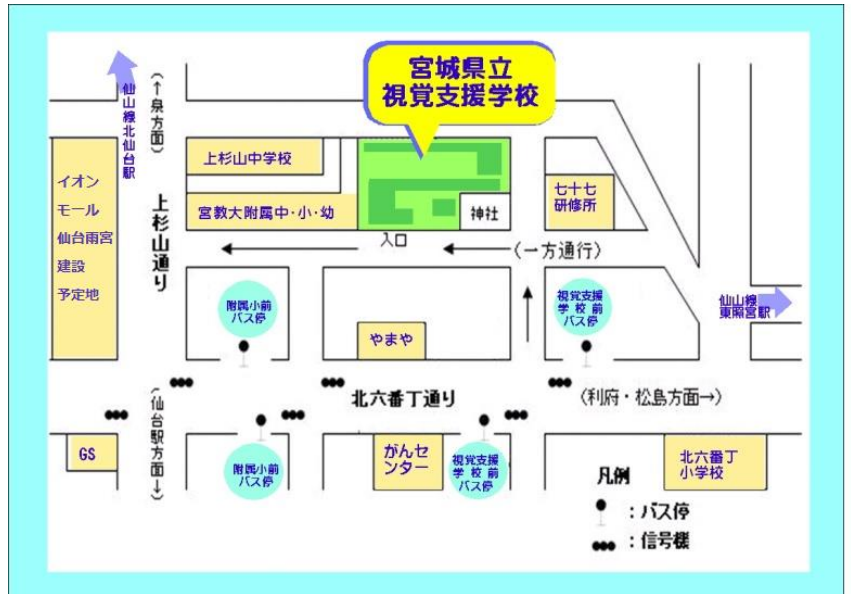 宮城県立
視覚支援学校
仙山線北仙台駅
(↑泉方面)
上杉山中学校
宮教大附属中・小・幼
神社
七十七
研修所
イオン
モール
仙台雨宮
建設
予定地
上杉山通り
入口
(一方通行)
附属小前
バス停
視覚支援
学校前
バス停
仙山線
東照宮駅
やまや
北六番丁通り
(利府・松島方面→)
(仙台駅方面↓)
GS
附属小前
バス停
がんセ
ンター
視覚支援
学校前
バス停
北六番丁
小学校
凡例
:バス停
:信号機